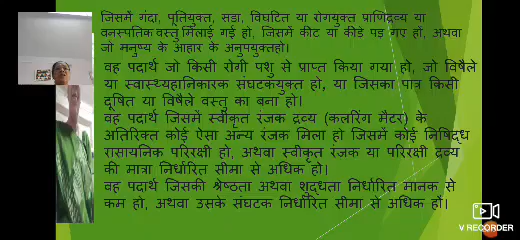 जिसमें गंदा, पूतियुक्त, सडा, विघटित या रोगयुक्त प्राणिद्रव्य या
वनस्पतिक वस्तु मिलाई गई हो, जिसमें कीट या कीडे पड़ गए हों, अथवा
जो मनुष्य के आहार के अनुपयुक्तहो।
वह पदार्थ जो किसी रोगी पशु से प्राप्त किया गया हो, जो विषैले
या स्वास्थ्यहानिकारक संघटकयुक्त हो, या जिसका पात्र किसी
दूषित या विषैले वस्तु का बना हो।
वह पदार्थ जिसमें स्वीकृत रंजक द्रव्य (कलरिंग मैटर) के
अतिरिक्त कोई ऐसा अन्य रंजक मिला हो जिसमें कोई निषिद्ध
रासायनिक परिरक्षी हो, अथवा स्वीकृत रंजक या परिरक्षी द्रव्य
की मात्रा निर्धारित सीमा से अधिक हो।
वह पदार्थ जिसकी श्रेष्ठता अथवा शुद्धता निर्धारित मानक से
कम हो, अथवा उसके संघटक निर्धारित सीमा से अधिक हों।
V RECORDER